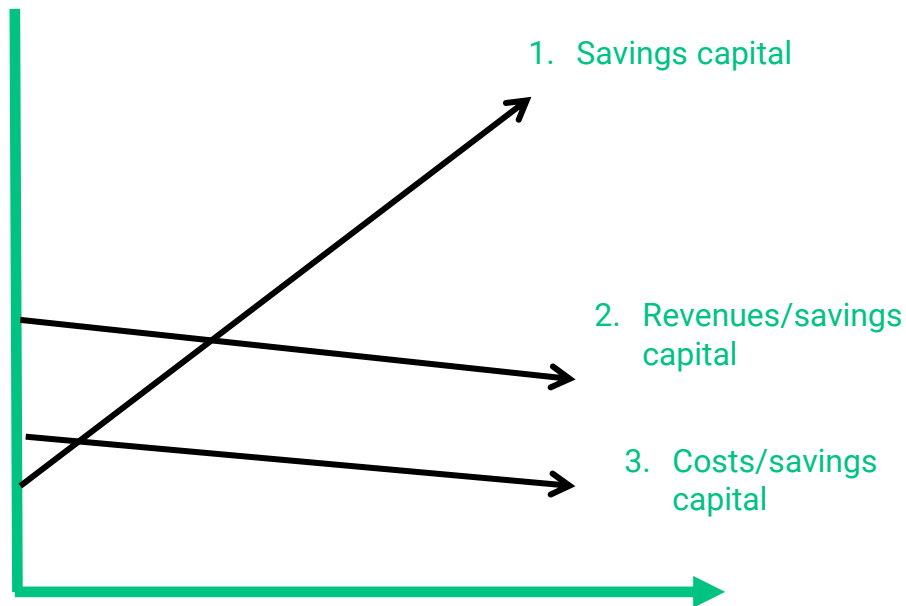 1. Savings capital
2. Revenues/savings
capital
3. Costs/savings
capital